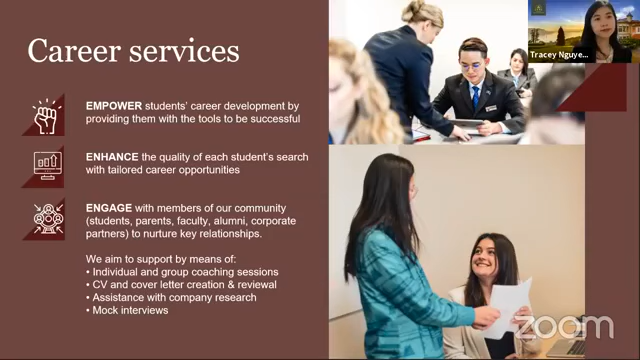 Career services
Tracey Nguye...
EMPOWER students' career development by
providing them with the tools to be successful
ENHANCE the quality of each student's search
with tailored career opportunities
ENGAGE with members of our community
(students, parents, faculty, alumni, corporate
partners) to nurture key relationships.
We aim to support by means of:
• Individual and group coaching sessions
• CV and cover letter creation & reviewal
• Assistance with company research
• Mock interviews
zoom